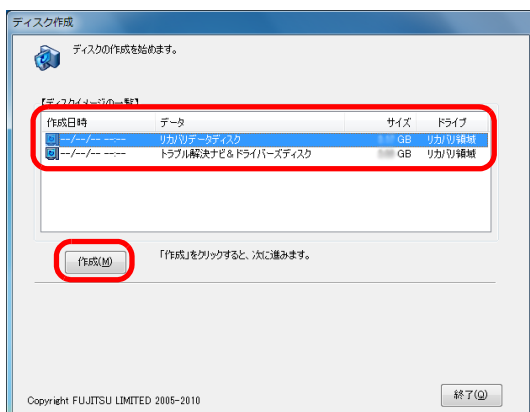 ディスク作成
ディスクの作成を始めます。
【ディスクイメージの一覧】
作成日時 データ サイズ ドライブ
--/--/-- --:-- リカバリデータディスク GB リカバリ領域
--/--/-- --:-- トラブル解決ナビ&ドライバーズディスク GB リカバリ領域
作成(M) 「作成」をクリックすると、次に進みます。
Copyright FUJITSU LIMITED 2005-2010 終了(Q)